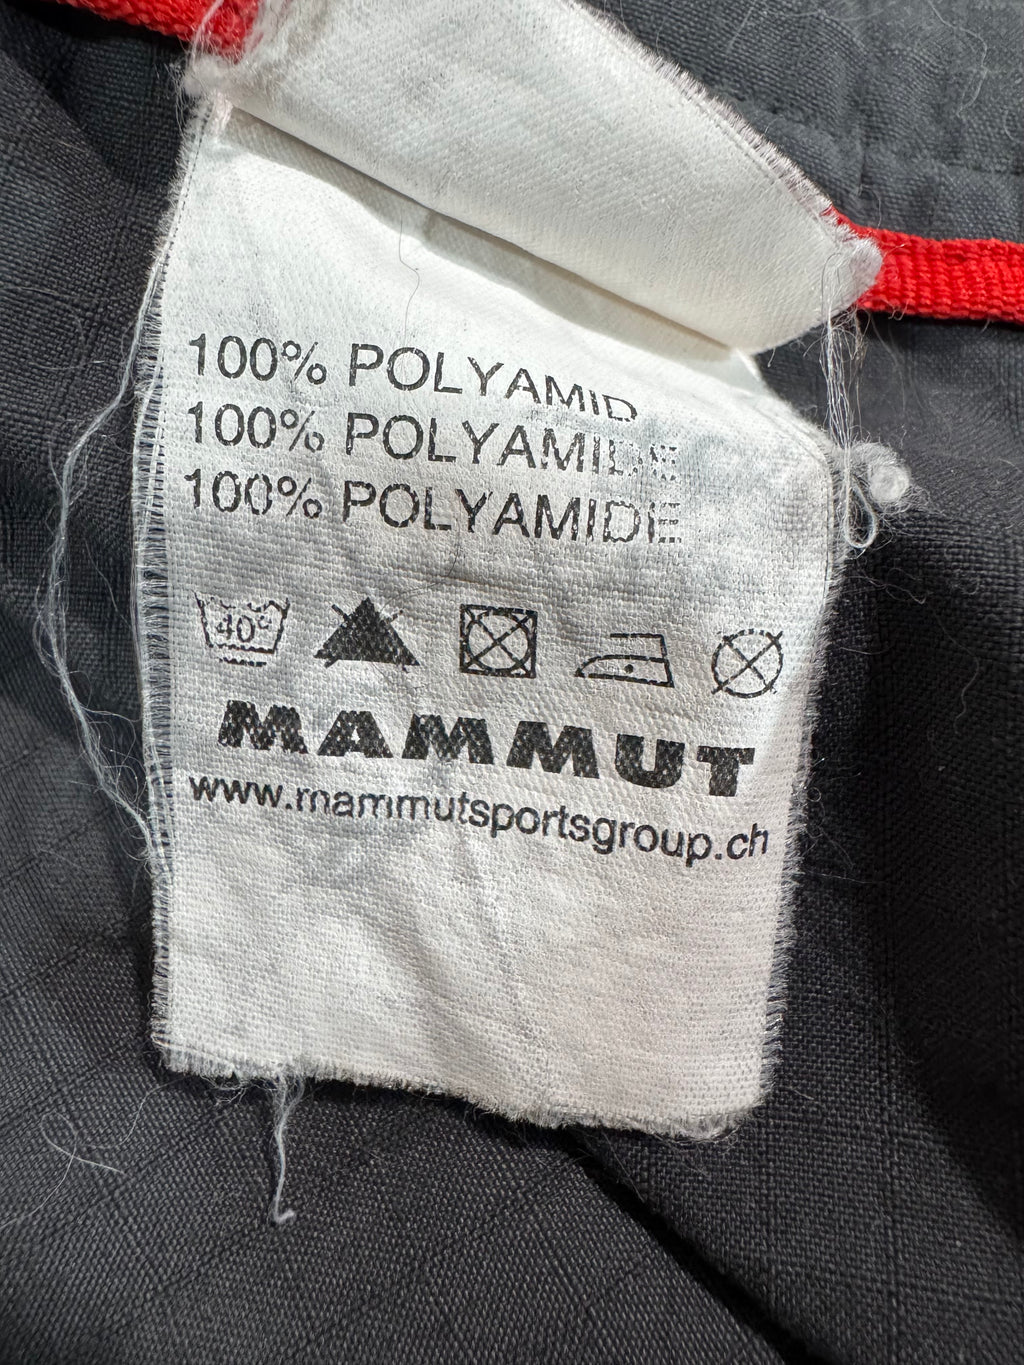 100% POLYAMID
100% POLYAMIDE
100% POLYAMIDE
40°
MAMMUT
www.mammutsportsgroup.ch